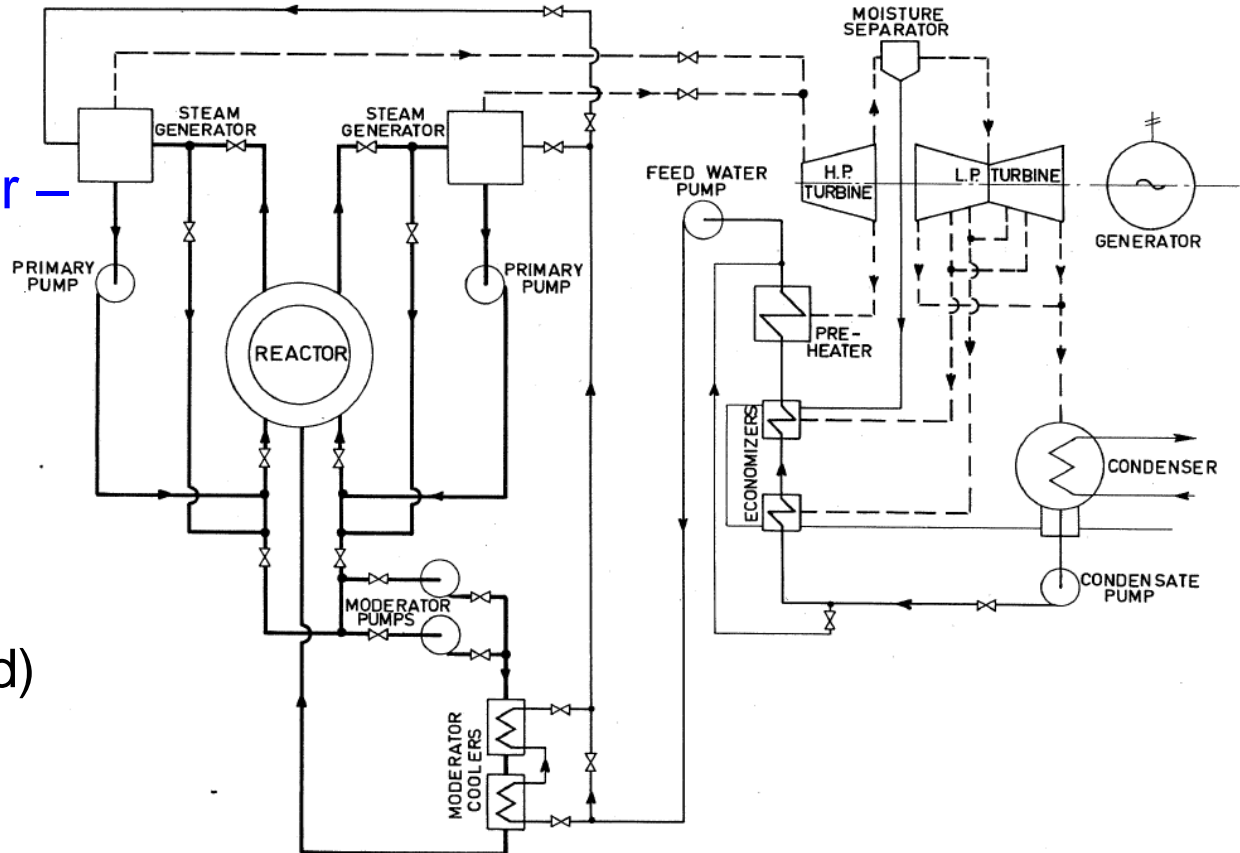 MOISTURE
SEPARATOR
STEAM
GENERATOR
STEAM
GENERATOR
r –
FEED WATER
PUMP
H.P.
TURBINE
L.P. TURBINE
GENERATOR
PRIMARY
PUMP
PRIMARY
PUMP
REACTOR
PRE-
HEATER
ECONOMIZERS
CONDENSER
CONDENSATE
PUMP
MODERATOR
PUMPS
d)
MODERATOR
COOLERS